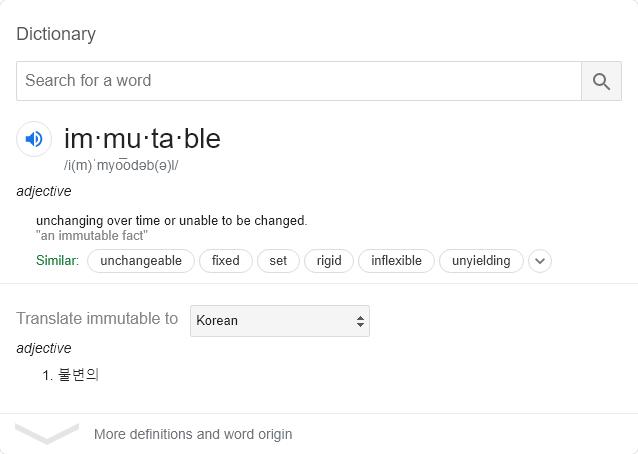 Dictionary
Search for a word
im·mu·ta·ble
/i(m)ˈmyo͞odəb(ə)l/
adjective
unchanging over time or unable to be changed.
"an immutable fact"
Similar: unchangeable fixed set rigid inflexible unyielding
Translate immutable to Korean
adjective
1. 불변의
More definitions and word origin